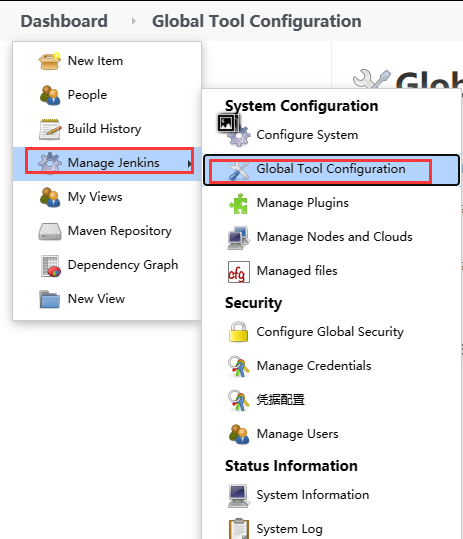 Dashboard
Global Tool Configuration
New Item
People
Build History
Manage Jenkins
My Views
Maven Repository
Dependency Graph
New View
Glob
System Configuration
Configure System
Global Tool Configuration
Manage Plugins
Manage Nodes and Clouds
cfg
Managed files
Security
Configure Global Security
Manage Credentials
凭据配置
Manage Users
Status Information
System Information
System Log